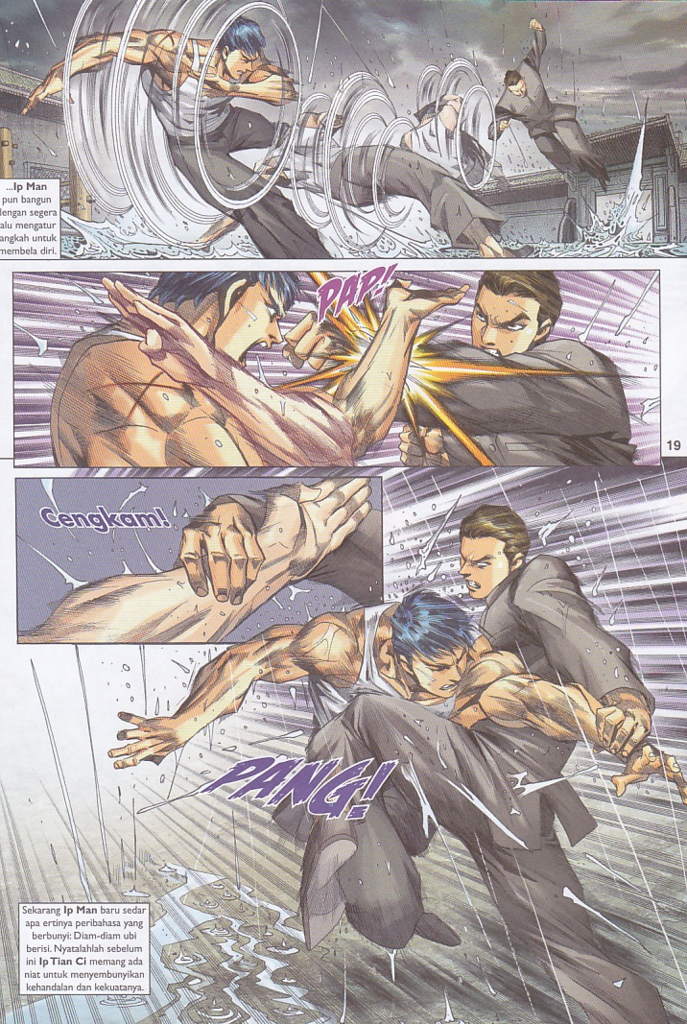 ...Ip Man
pun bangun
dengan segera
lalu mengatur
langkah untuk
membela diri.
PAP!
19
Cengkam!
PANG!
Sekarang Ip Man baru sedar
apa ertinya peribahasa yang
berbunyi: Diam-diam ubi
berisi. Nyatalahlah sebelum
ini Ip Tian Ci memang ada
niat untuk menyembunyikan
kehandalan dan kekuatanya.